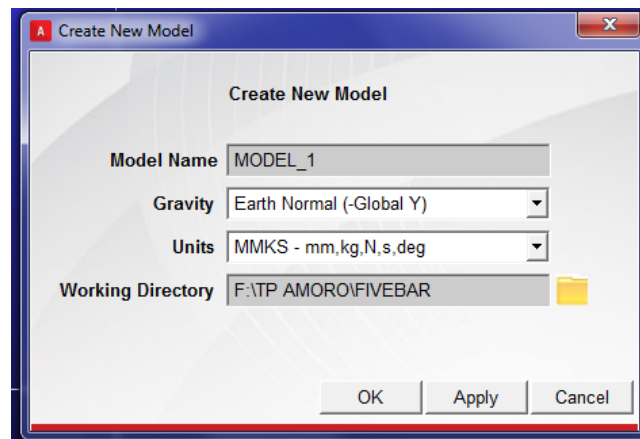 A Create New Model
Create New Model
Model Name MODEL_1
Gravity Earth Normal (-Global Y)
Units MMKS - mm,kg,N,s,deg
Working Directory F:\TP AMORO\FIVEBAR
OK Apply Cancel